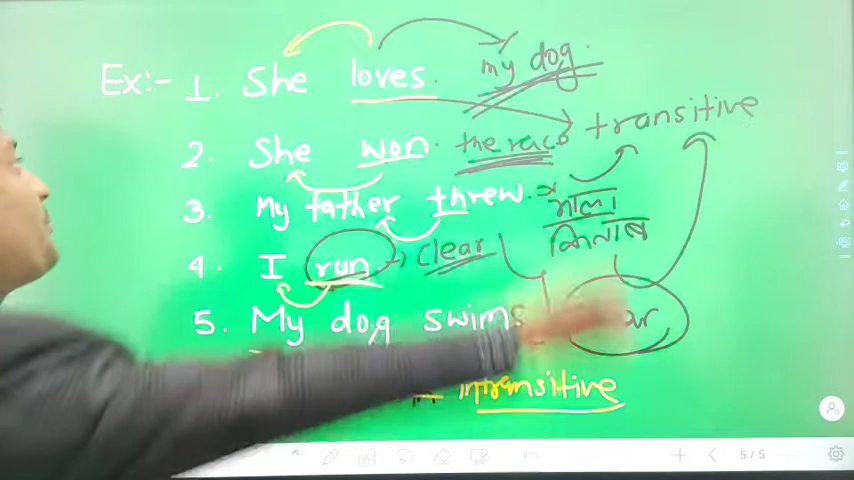 Ex:- 1. She loves. my dog.
transitive
2. She won. the race
3. My father threw.
4. I run → clear
5. My dog swims
intransitive
5/5